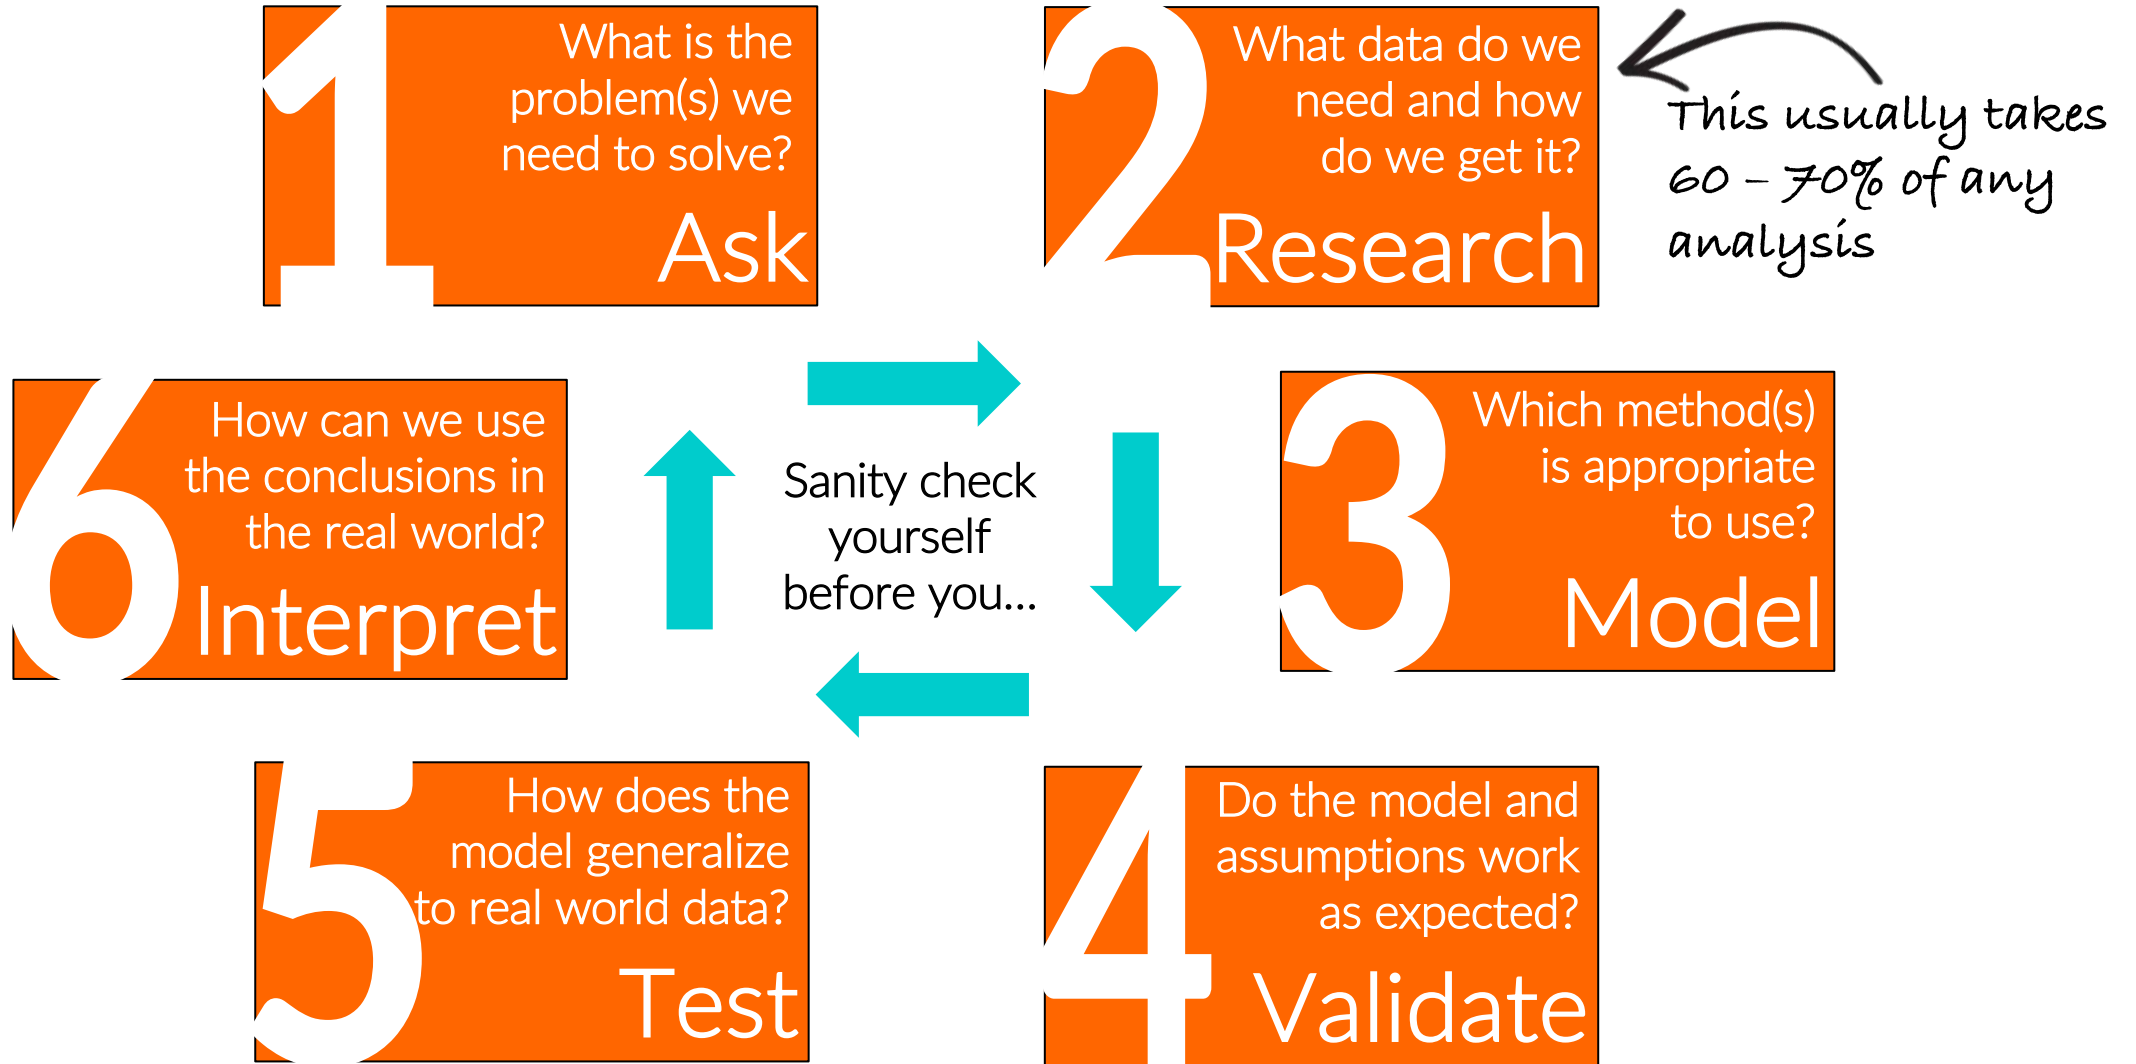 1
What is the
problem(s) we
need to solve?
Ask
2
What data do we
need and how
do we get it?
Research
This usually takes
60 – 70% of any
analysis
3
Which method(s)
is appropriate
to use?
Model
4
Do the model and
assumptions work
as expected?
Validate
5
How does the
model generalize
to real world data?
Test
6
How can we use
the conclusions in
the real world?
Interpret
Sanity check
yourself
before you...